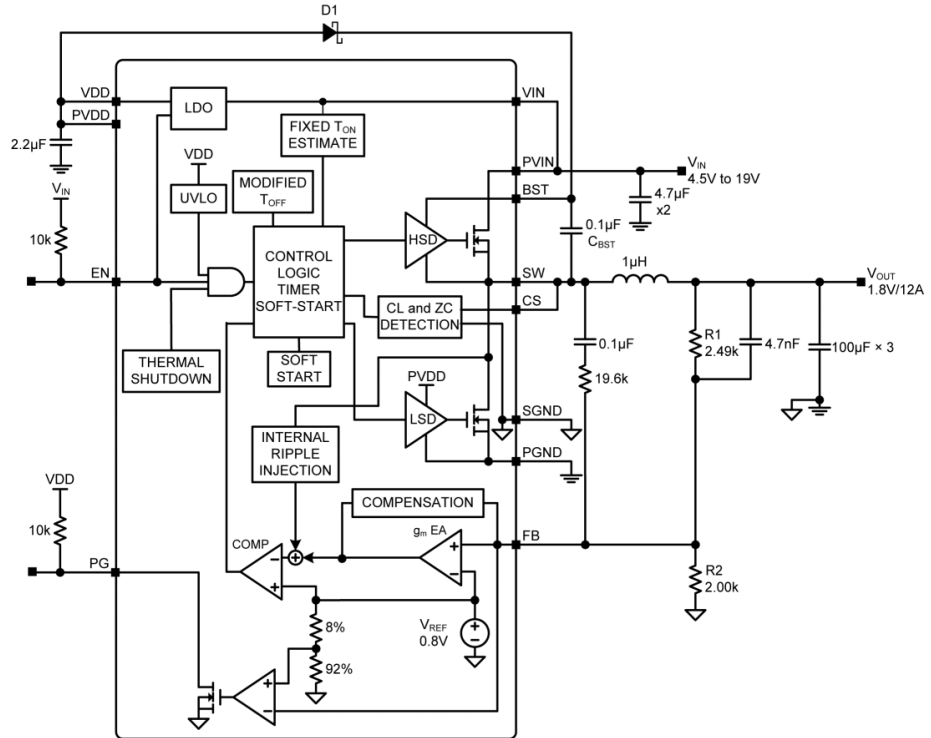 D1
VDD
PVDD
2.2µF
LDO
VIN
FIXED TON
ESTIMATE
PVIN
VIN
4.5V to 19V
4.7µF
x2
BST
VDD
UVLO
MODIFIED
TOFF
VIN
10k
HSD
0.1µF
CBST
EN
CONTROL
LOGIC
TIMER
SOFT-START
SW
1µH
VOUT
1.8V/12A
CS
CL and ZC
DETECTION
THERMAL
SHUTDOWN
SOFT
START
0.1µF
19.6k
R1
2.49k
4.7nF
100µF × 3
PVDD
LSD
SGND
INTERNAL
RIPPLE
INJECTION
PGND
VDD
10k
COMPENSATION
gm EA
FB
COMP
+
−
+
+
−
PG
R2
2.00k
8%
VREF
0.8V
+
−
92%
+
−